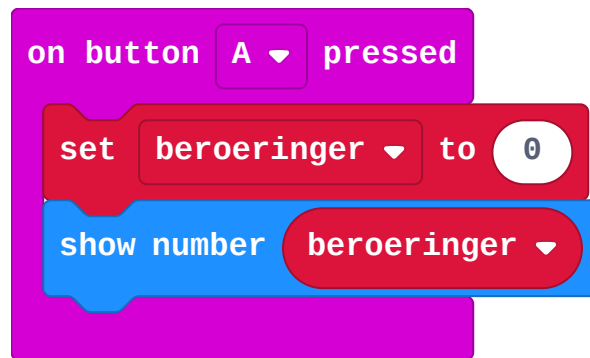 on button A pressed
set beroeringer to 0
show number beroeringer